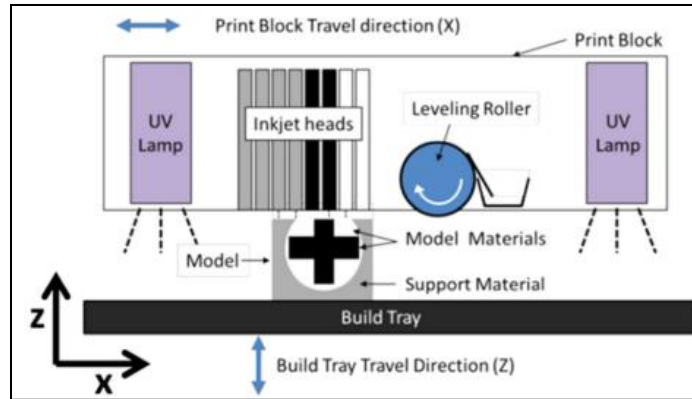 Print Block Travel direction (X)
Print Block
UV
Lamp
Inkjet heads
Leveling Roller
UV
Lamp
Model
Model Materials
Support Material
Build Tray
Z
X
Build Tray Travel Direction (Z)